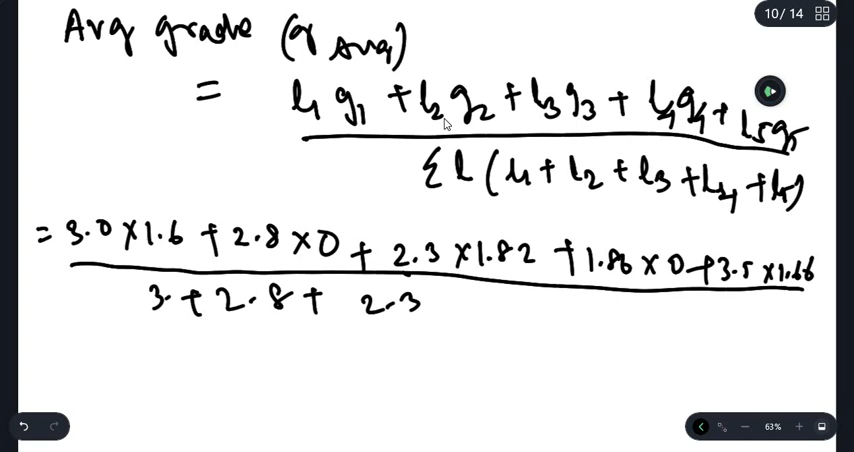 10 / 14
Avg grade (g Avg)
= l1 g1 + l2 g2 + l3 g3 + l4 g4 + l5 g5
Σ l (l1 + l2 + l3 + l4 + l5)
= 3.0 × 1.6 + 2.8 × 0 + 2.3 × 1.82 + 1.86 × 0 + 3.5 × 1.66
3. + 2.8 + 2.3
63%